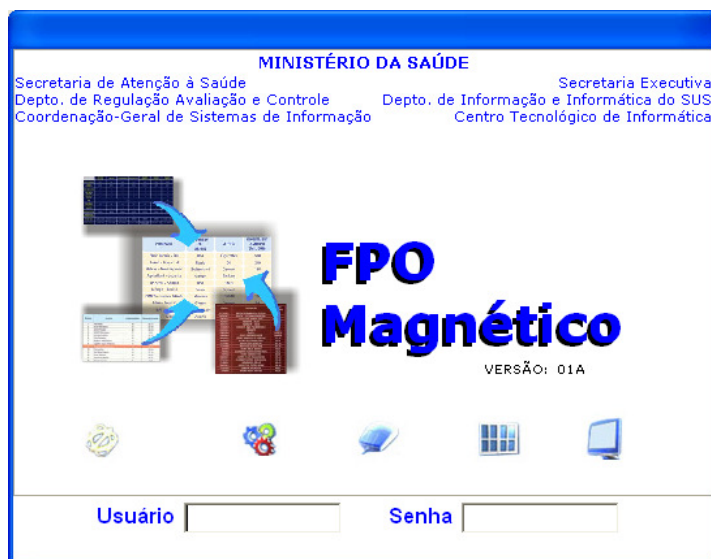 MINISTÉRIO DA SAÚDE
Secretaria de Atenção à Saúde
Depto. de Regulação Avaliação e Controle
Coordenação-Geral de Sistemas de Informação
Secretaria Executiva
Depto. de Informação e Informática do SUS
Centro Tecnológico de Informática
FPO
Magnético
VERSÃO: 01A
Usuário
Senha